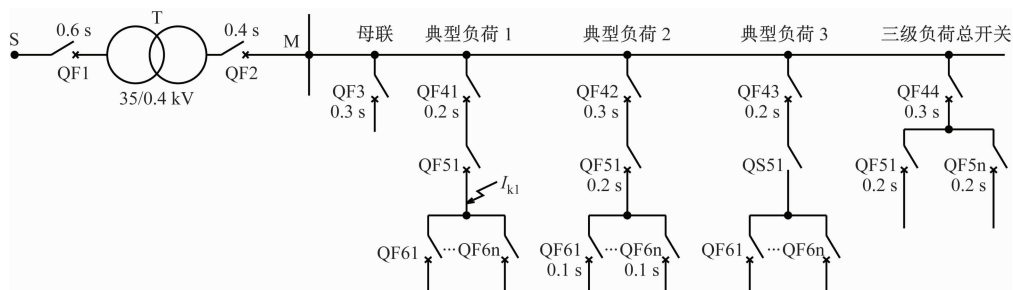 T
0.6 s
0.4 s
S
M
母联
典型负荷 1
典型负荷 2
典型负荷 3
三级负荷总开关
QF1
QF2
35/0.4 kV
QF3
0.3 s
QF41
0.2 s
QF42
0.3 s
QF43
0.2 s
QF44
0.3 s
QF51
QF51
0.2 s
QS51
QF51
0.2 s
QF5n
0.2 s
Ik1
QF61 ···QF6n
QF61 ···QF6n
0.1 s 0.1 s
QF61 ···QF6n